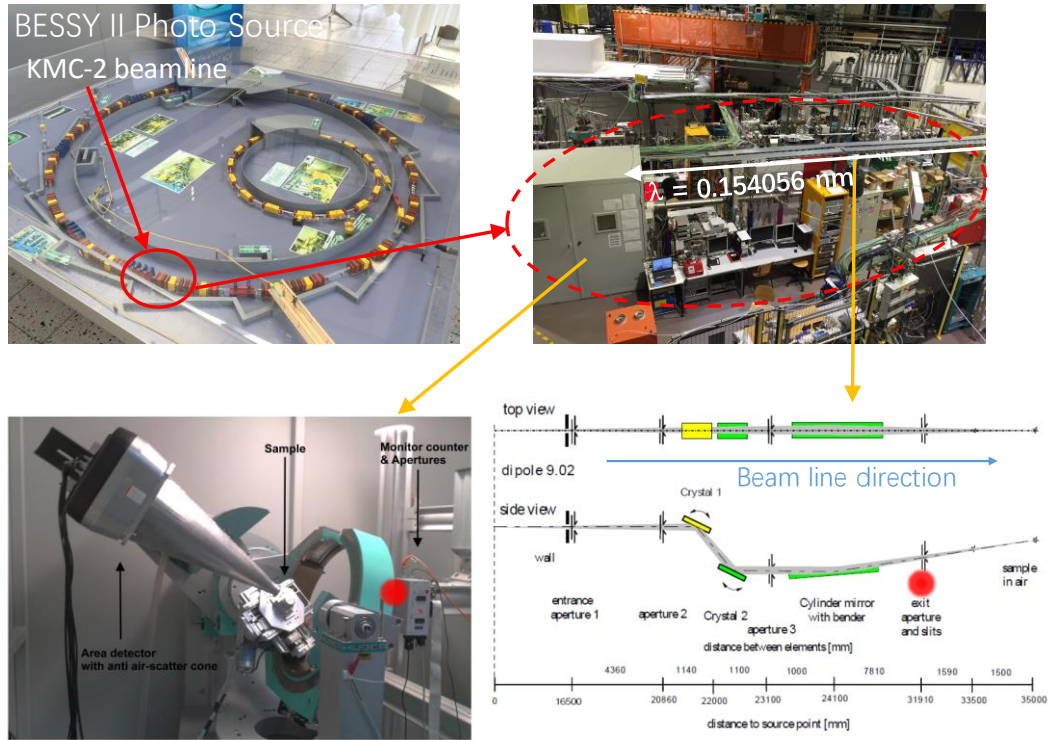 BESSY II Photo Source
KMC-2 beamline
λ = 0.154056 nm
Sample
Monitor counter
& Apertures
Area detector
with anti air-scatter cone
top view
dipole 9.02
Beam line direction
side view
Crystal 1
wall
sample
in air
entrance
aperture 1
aperture 2
Crystal 2
aperture 3
Cylinder mirror
with bender
exit
aperture
and slits
distance between elements [mm]
4360 1140 1100 1000 7810 1590 1500
0 16500 20860 22000 23100 24100 31910 33500 35000
distance to source point [mm]